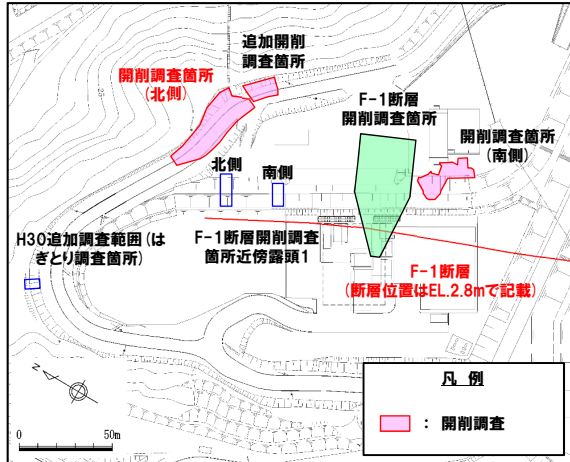 追加開削
調査箇所
開削調査箇所
(北側)
F-1断層
開削調査箇所
開削調査箇所
(南側)
北側
南側
H30追加調査範囲(は
ぎとり調査箇所)
F-1断層開削調査
箇所近傍露頭1
F-1断層
(断層位置はEL.2.8mで記載)
N
0 50m
凡 例
: 開削調査